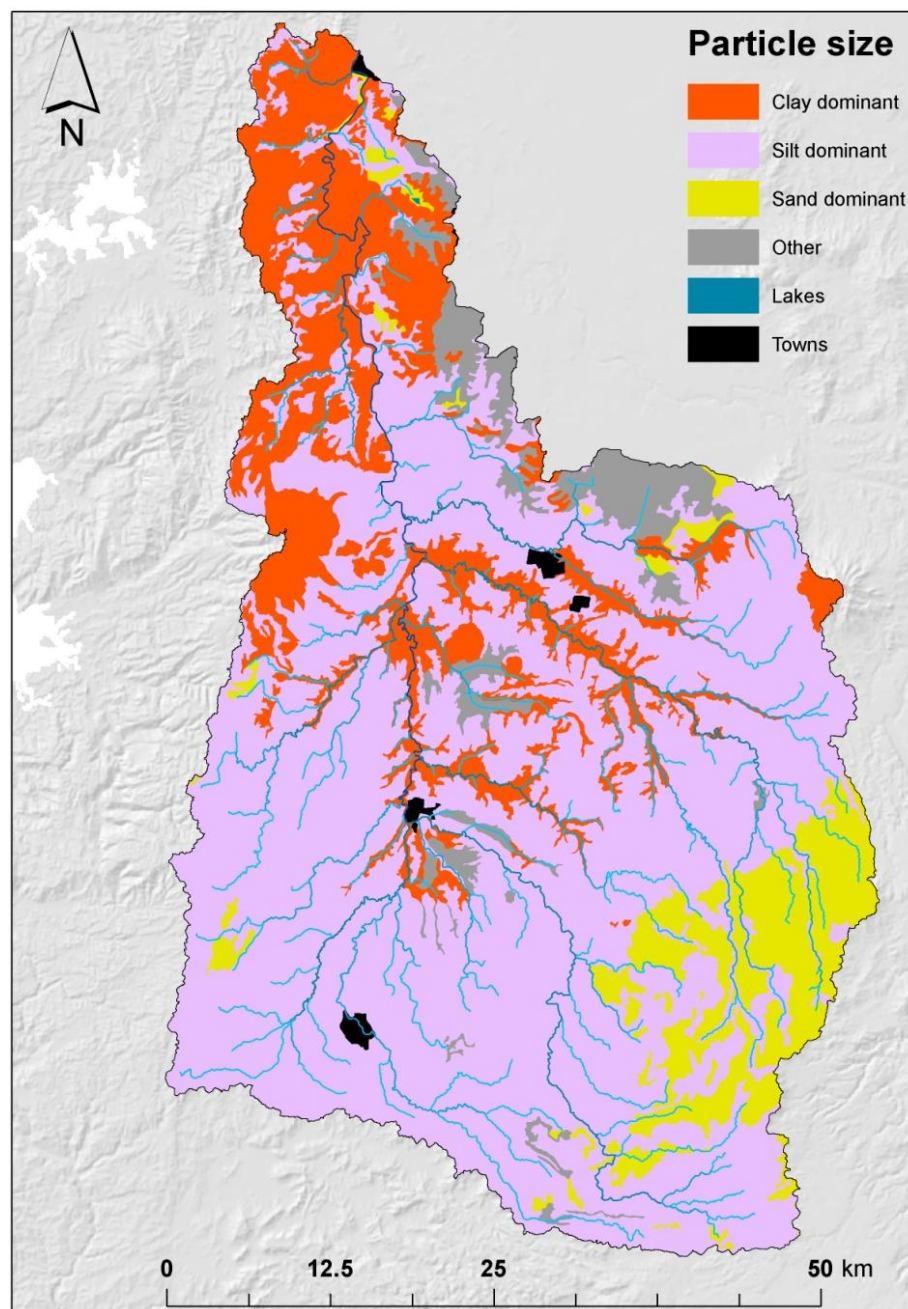 Particle size
Clay dominant
Silt dominant
Sand dominant
Other
Lakes
Towns
N
0 12.5 25 50 km